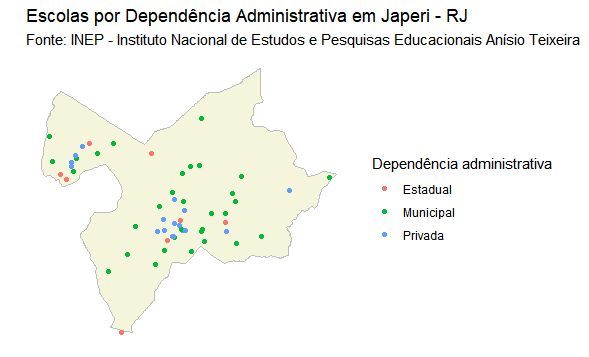 Escolas por Dependência Administrativa em Japeri - RJ
Fonte: INEP - Instituto Nacional de Estudos e Pesquisas Educacionais Anísio Teixeira
Dependência administrativa
Estadual
Municipal
Privada